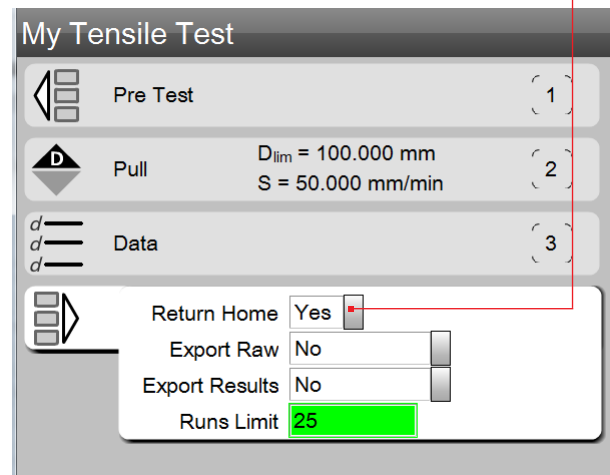 My Tensile Test
Pre Test 1
D
Pull Dlim = 100.000 mm 2
S = 50.000 mm/min
d
d Data 3
d
Return Home Yes
Export Raw No
Export Results No
Runs Limit 25